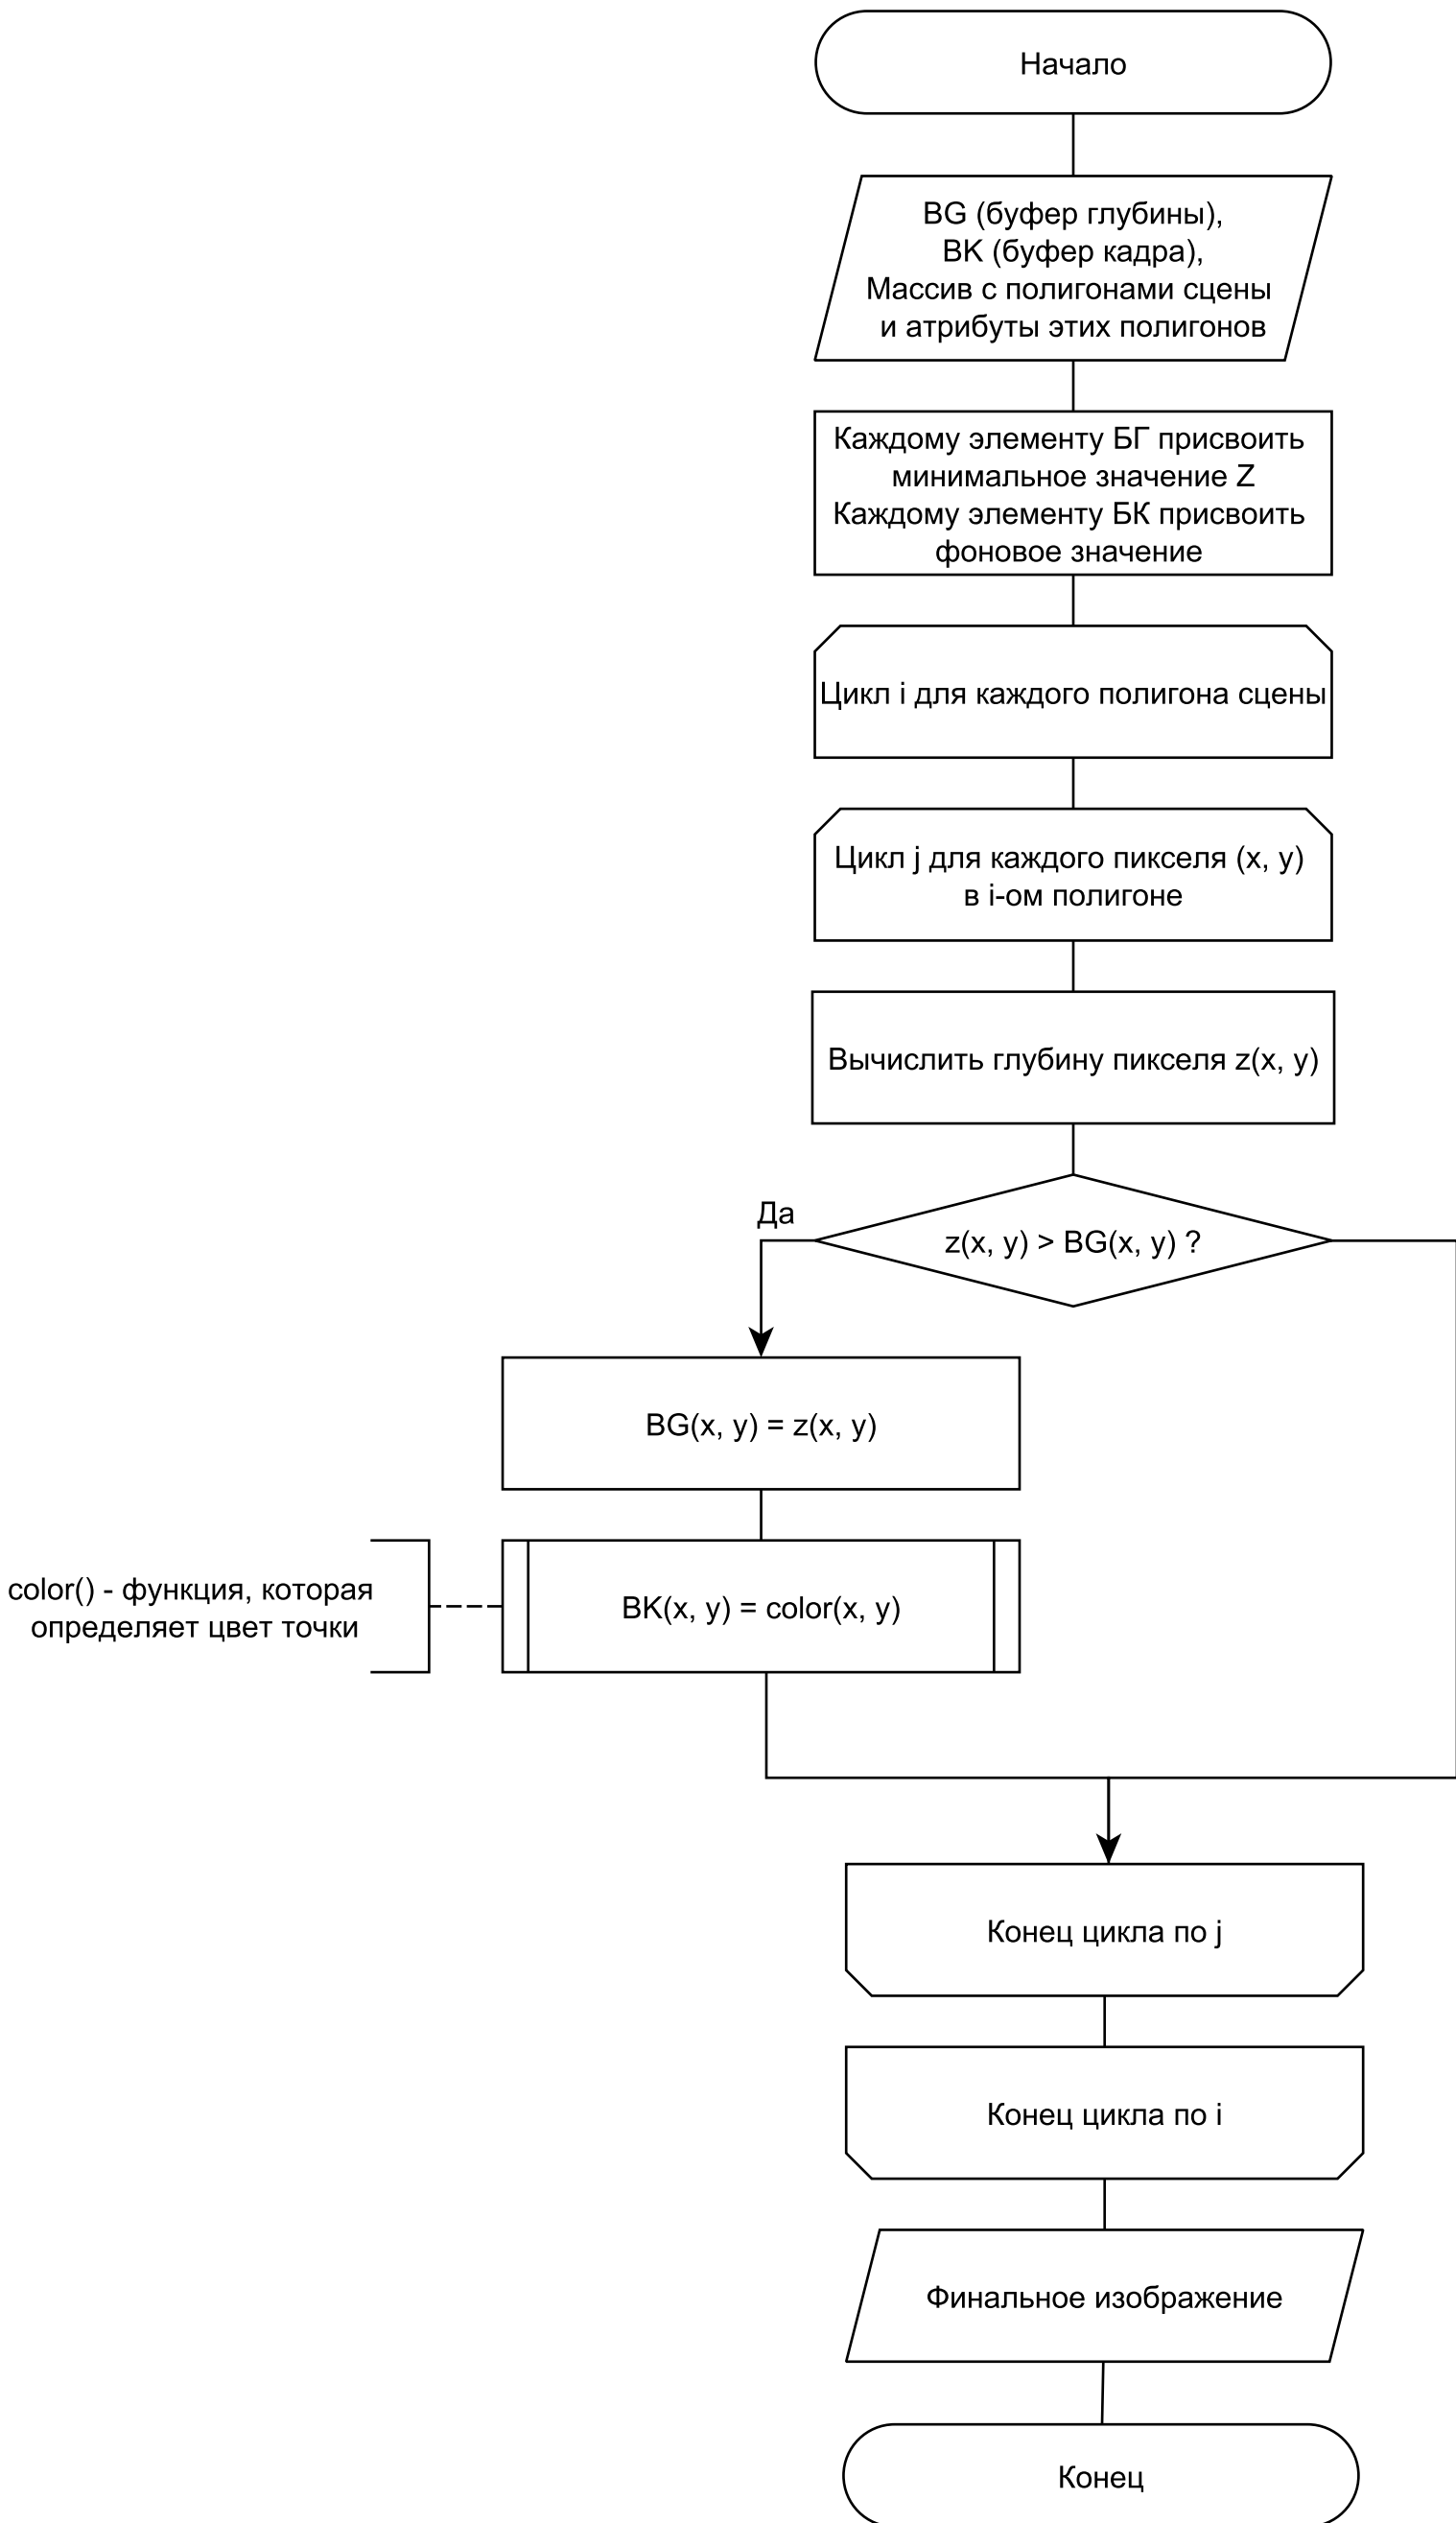 Начало
BG (буфер глубины),
BK (буфер кадра),
Массив с полигонами сцены
и атрибуты этих полигонов
Каждому элементу БГ присвоить
минимальное значение Z
Каждому элементу БК присвоить
фоновое значение
Цикл i для каждого полигона сцены
Цикл j для каждого пикселя (x, y)
в i-ом полигоне
Вычислить глубину пикселя z(x, y)
Да
z(x, y) > BG(x, y) ?
BG(x, y) = z(x, y)
color() - функция, которая
определяет цвет точки
BK(x, y) = color(x, y)
Конец цикла по j
Конец цикла по i
Финальное изображение
Конец